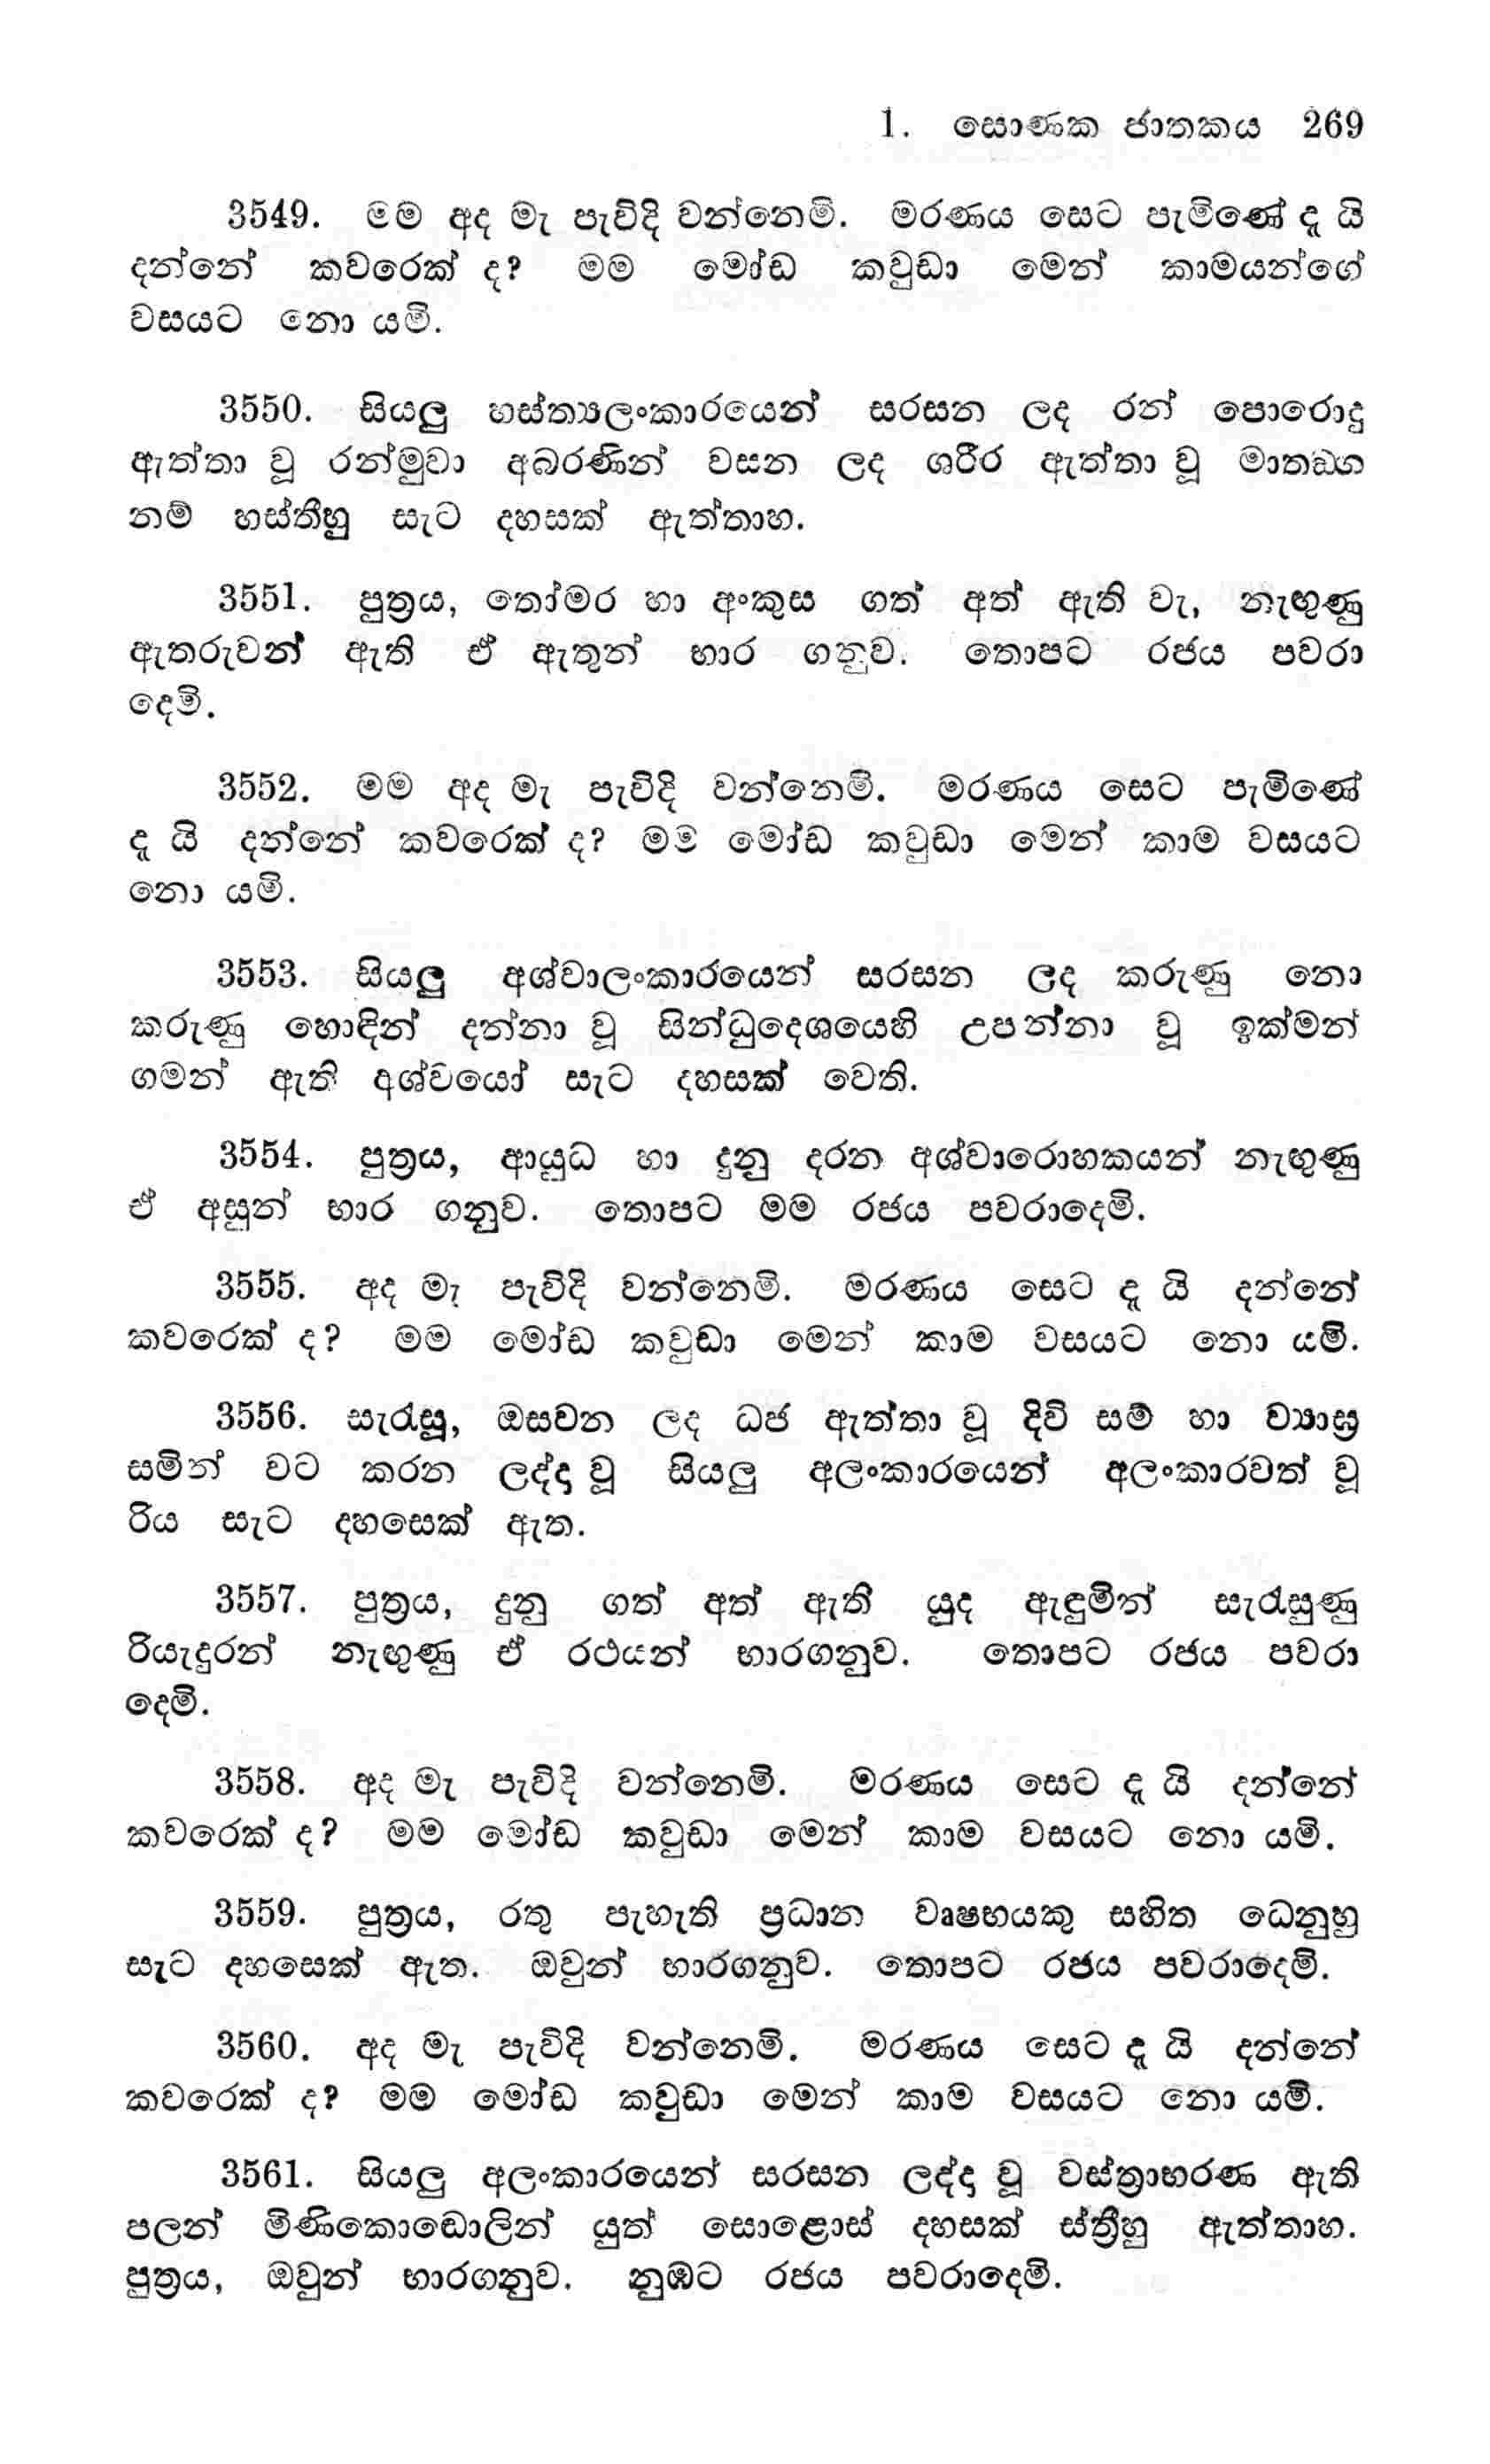 1. සොණක ජාතකය 269
3549. මම අද මැ පැවිදි වන්නෙමි. මරණය සෙට පැමිණේ දැ යි
දන්නේ කවරෙක් ද? මම මෝඩ කවුඩා මෙන් කාමයන්ගේ
වසයට නො යමි.
3550. සියලු හස්ත්‍යලංකාරයෙන් සරසන ලද රන් පොරොදු
ඇත්තා වූ රන්මුවා අබරණින් වසන ලද ශරීර ඇත්තා වූ මාතඞ්ග
නම් හස්තීහු සැට දහසක් ඇත්තාහ.
3551. පුත්‍රය, තෝමර හා අංකුස ගත් අත් ඇති වැ, නැඟුණු
ඇතරුවන් ඇති ඒ ඇතුන් භාර ගනුව. තොපට රජය පවරා
දෙමි.
3552. මම අද මැ පැවිදි වන්නෙමි. මරණය සෙට පැමිණේ
දැ යි දන්නේ කවරෙක් ද? මම මෝඩ කවුඩා මෙන් කාම වසයට
නො යමි.
3553. සියලු අශ්වාලංකාරයෙන් සරසන ලද කරුණු නො
කරුණු හොඳින් දන්නා වූ සින්ධුදෙශයෙහි උපන්නා වූ ඉක්මන්
ගමන් ඇති අශ්වයෝ සැට දහසක් වෙති.
3554. පුත්‍රය, ආයුධ හා දුනු දරන අශ්වාරොහකයන් නැඟුණු
ඒ අසුන් භාර ගනුව. තොපට මම රජය පවරාදෙමි.
3555. අද මැ පැවිදි වන්නෙමි. මරණය සෙට දැ යි දන්නේ
කවරෙක් ද? මම මෝඩ කවුඩා මෙන් කාම වසයට නො යමි.
3556. සැරසූ, ඔසවන ලද ධජ ඇත්තා වූ දිවි සම් හා ව්‍යාඝ්‍ර
සමින් වට කරන ලද්දා වූ සියලු අලංකාරයෙන් අලංකාරවත් වූ
රිය සැට දහසෙක් ඇත.
3557. පුත්‍රය, දුනු ගත් අත් ඇති යුද ඇඳුමින් සැරසුණු
රියැදුරන් නැඟුණු ඒ රථයන් භාරගනුව. තොපට රජය පවරා
දෙමි.
3558. අද මැ පැවිදි වන්නෙමි. මරණය සෙට දැ යි දන්නේ
කවරෙක් ද? මම මෝඩ කවුඩා මෙන් කාම වසයට නො යමි.
3559. පුත්‍රය, රතු පැහැති ප්‍රධාන වෘෂභයකු සහිත ධෙනුහු
සැට දහසෙක් ඇත. ඔවුන් භාරගනුව. තොපට රජය පවරාදෙමි.
3560. අද මැ පැවිදි වන්නෙමි. මරණය සෙට දැ යි දන්නේ
කවරෙක් ද? මම මෝඩ කවුඩා මෙන් කාම වසයට නො යමි.
3561. සියලු අලංකාරයෙන් සරසන ලද්දා වූ වස්ත්‍රාභරණ ඇති
පලන් මිණිකොඩොලින් යුත් සොළොස් දහසක් ස්ත්‍රීහු ඇත්තාහ.
පුත්‍රය, ඔවුන් භාරගනුව. නුඹට රජය පවරාදෙමි.